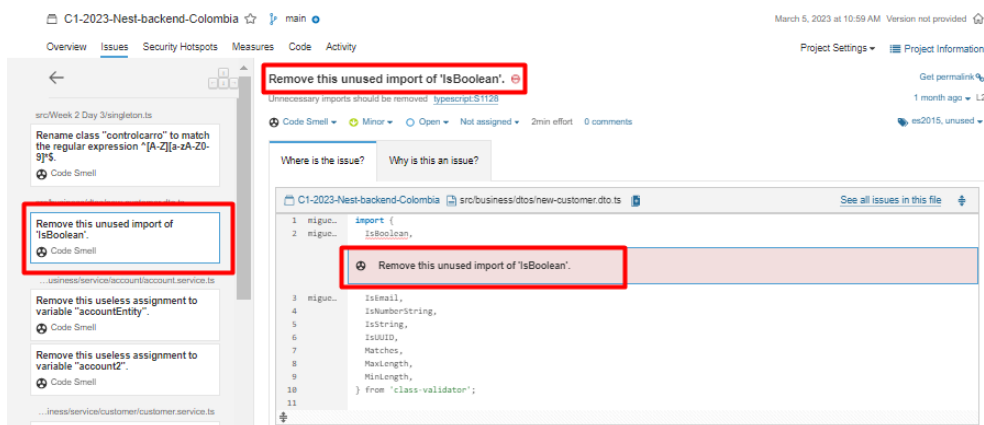 C1-2023-Nest-backend-Colombia main
March 5, 2023 at 10:59 AM Version not provided
Overview Issues Security Hotspots Measures Code Activity
Project Settings Project Information
src/Week 2 Day 3/singleton.ts
Rename class "controlcarro" to match
the regular expression ^[A-Z][a-zA-Z0-
9]*$.
Code Smell
Remove this unused import of
'IsBoolean'.
Code Smell
...usiness/service/account/account.service.ts
Remove this useless assignment to
variable "accountEntity".
Code Smell
Remove this useless assignment to
variable "account2".
Code Smell
...iness/service/customer/customer.service.ts
Remove this unused import of 'IsBoolean'.
Get permalink
Unnecessary imports should be removed typescript:S1128
1 month ago
Code Smell Minor Open Not assigned 2min effort 0 comments
es2015, unused
Where is the issue? Why is this an issue?
C1-2023-Nest-backend-Colombia src/business/dtos/new-customer.dto.ts
See all issues in this file
1 migue… import {
2 migue… IsBoolean,
Remove this unused import of 'IsBoolean'.
3 migue… IsEmail,
4 IsNumberString,
5 IsString,
6 IsUUID,
7 Matches,
8 MaxLength,
9 MinLength,
10 } from 'class-validator';
11